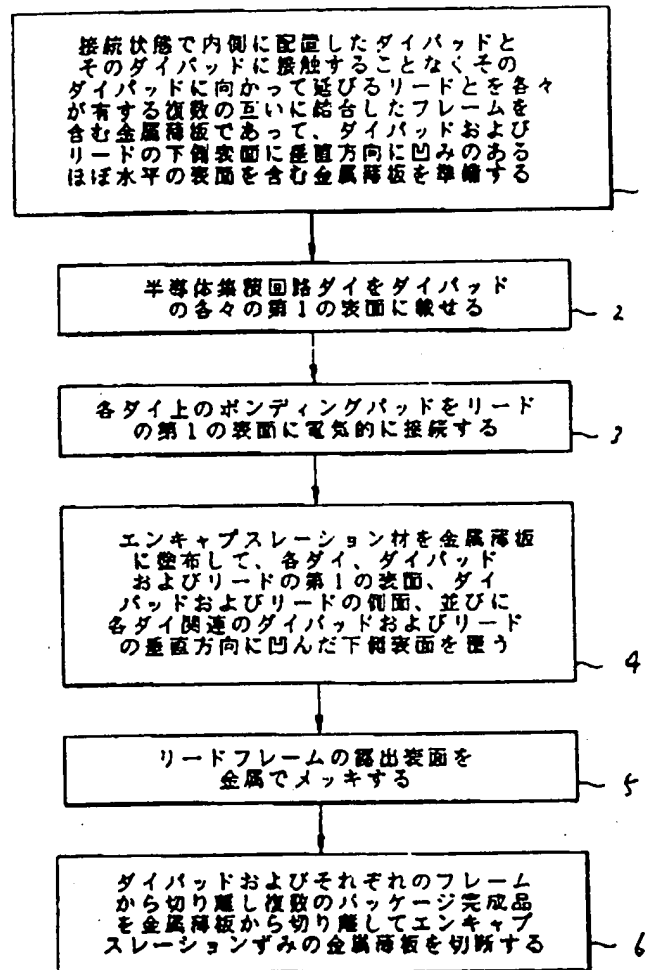 接続状態で内側に配置したダイパッドと
そのダイパッドに接触することなくその
ダイパッドに向かって延びるリードとを各々
が有する複数の互いに結合したフレームを
含む金属薄板であって、ダイパッドおよび
リードの下側表面に垂直方向に凹みのある
ほぼ水平の表面を含む金属薄板を準備する
半導体集積回路ダイをダイパッド
の各々の第1の表面に載せる
2
各ダイ上のボンディングパッドをリード
の第1の表面に電気的に接続する
3
エンキャプスレーション材を金属薄板
に塗布して、各ダイ、ダイパッド
およびリードの第1の表面、ダイ
パッドおよびリードの側面、並びに
各ダイ関連のダイパッドおよびリード
の垂直方向に凹んだ下側表面を覆う
4
リードフレームの露出表面を
金属でメッキする
5
ダイパッドおよびそれぞれのフレーム
から切り離し複数のパッケージ完成品
を金属薄板から切り離してエンキャプ
スレーションずみの金属薄板を切断する
6